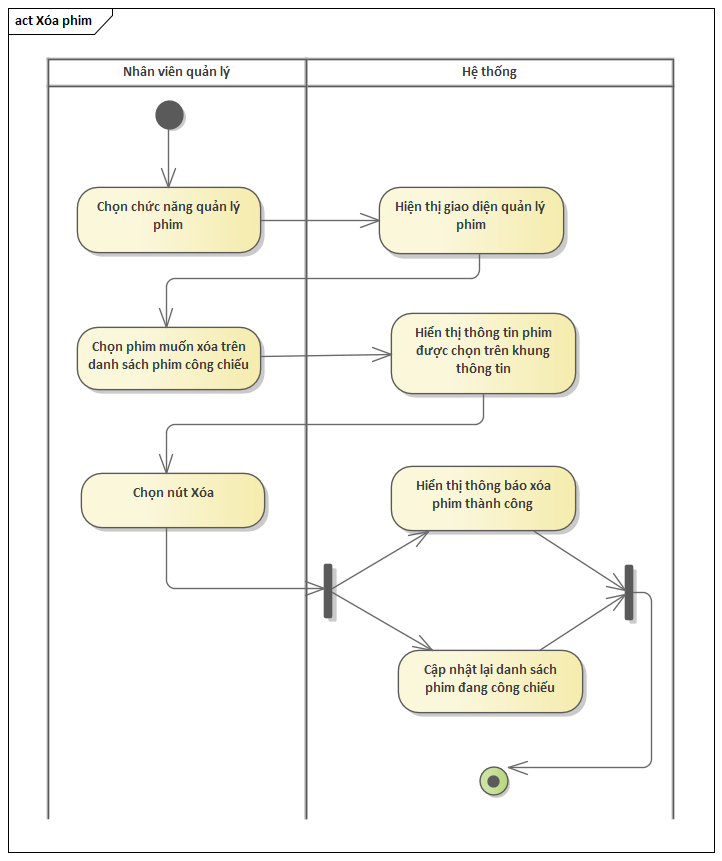 act Xóa phim
Nhân viên quản lý
Hệ thống
Chọn chức năng quản lý
phim
Hiện thị giao diện quản lý
phim
Chọn phim muốn xóa trên
danh sách phim công chiếu
Hiển thị thông tin phim
được chọn trên khung
thông tin
Chọn nút Xóa
Hiển thị thông báo xóa
phim thành công
Cập nhật lại danh sách
phim đang công chiếu